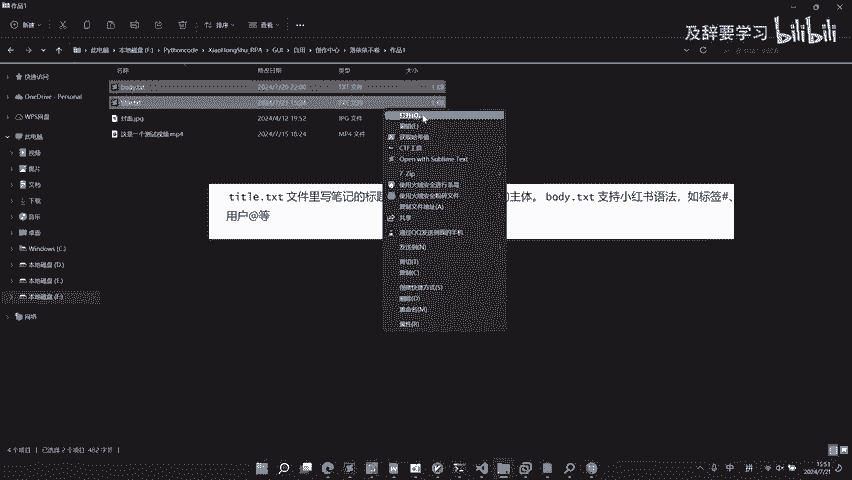 作品1
新建
排序
查看
及辞要学习
bilibili
此电脑 › 本地磁盘 (F:) › Pythoncode › XiaoHongShu_RPA › GUI › 自用 › 创作中心 › 落依依不卷 › 作品1
名称
修改日期
类型
大小
快速访问
OneDrive - Personal
WPS网盘
此电脑
视频
图片
文档
下载
音乐
桌面
Windows (C:)
本地磁盘 (D:)
本地磁盘 (E:)
本地磁盘 (F:)
网络
body.txt
2024/7/20 22:00
TXT 文件
1 KB
title.txt
TXT 文件
1 KB
封面.jpg
2024/4/12 19:52
JPG 文件
这是一个测试视频.mp4
2024/7/15 18:24
MP4 文件
打开(O)
编辑(E)
获取哈希值
CTF工具
Open with Sublime Text
7-Zip
使用火绒安全进行杀毒
使用火绒安全粉碎文件
复制文件地址(A)
共享
通过QQ发送到我的手机
发送到(N)
剪切(T)
复制(C)
创建快捷方式(S)
删除(D)
重命名(M)
属性(R)
title.txt 文件里写笔记的标题
的主体。 body.txt 支持小红书语法，如标签#、
用户@等
4 个项目
已选择 2 个项目 482 字节
中
拼
15:51
2024/7/21